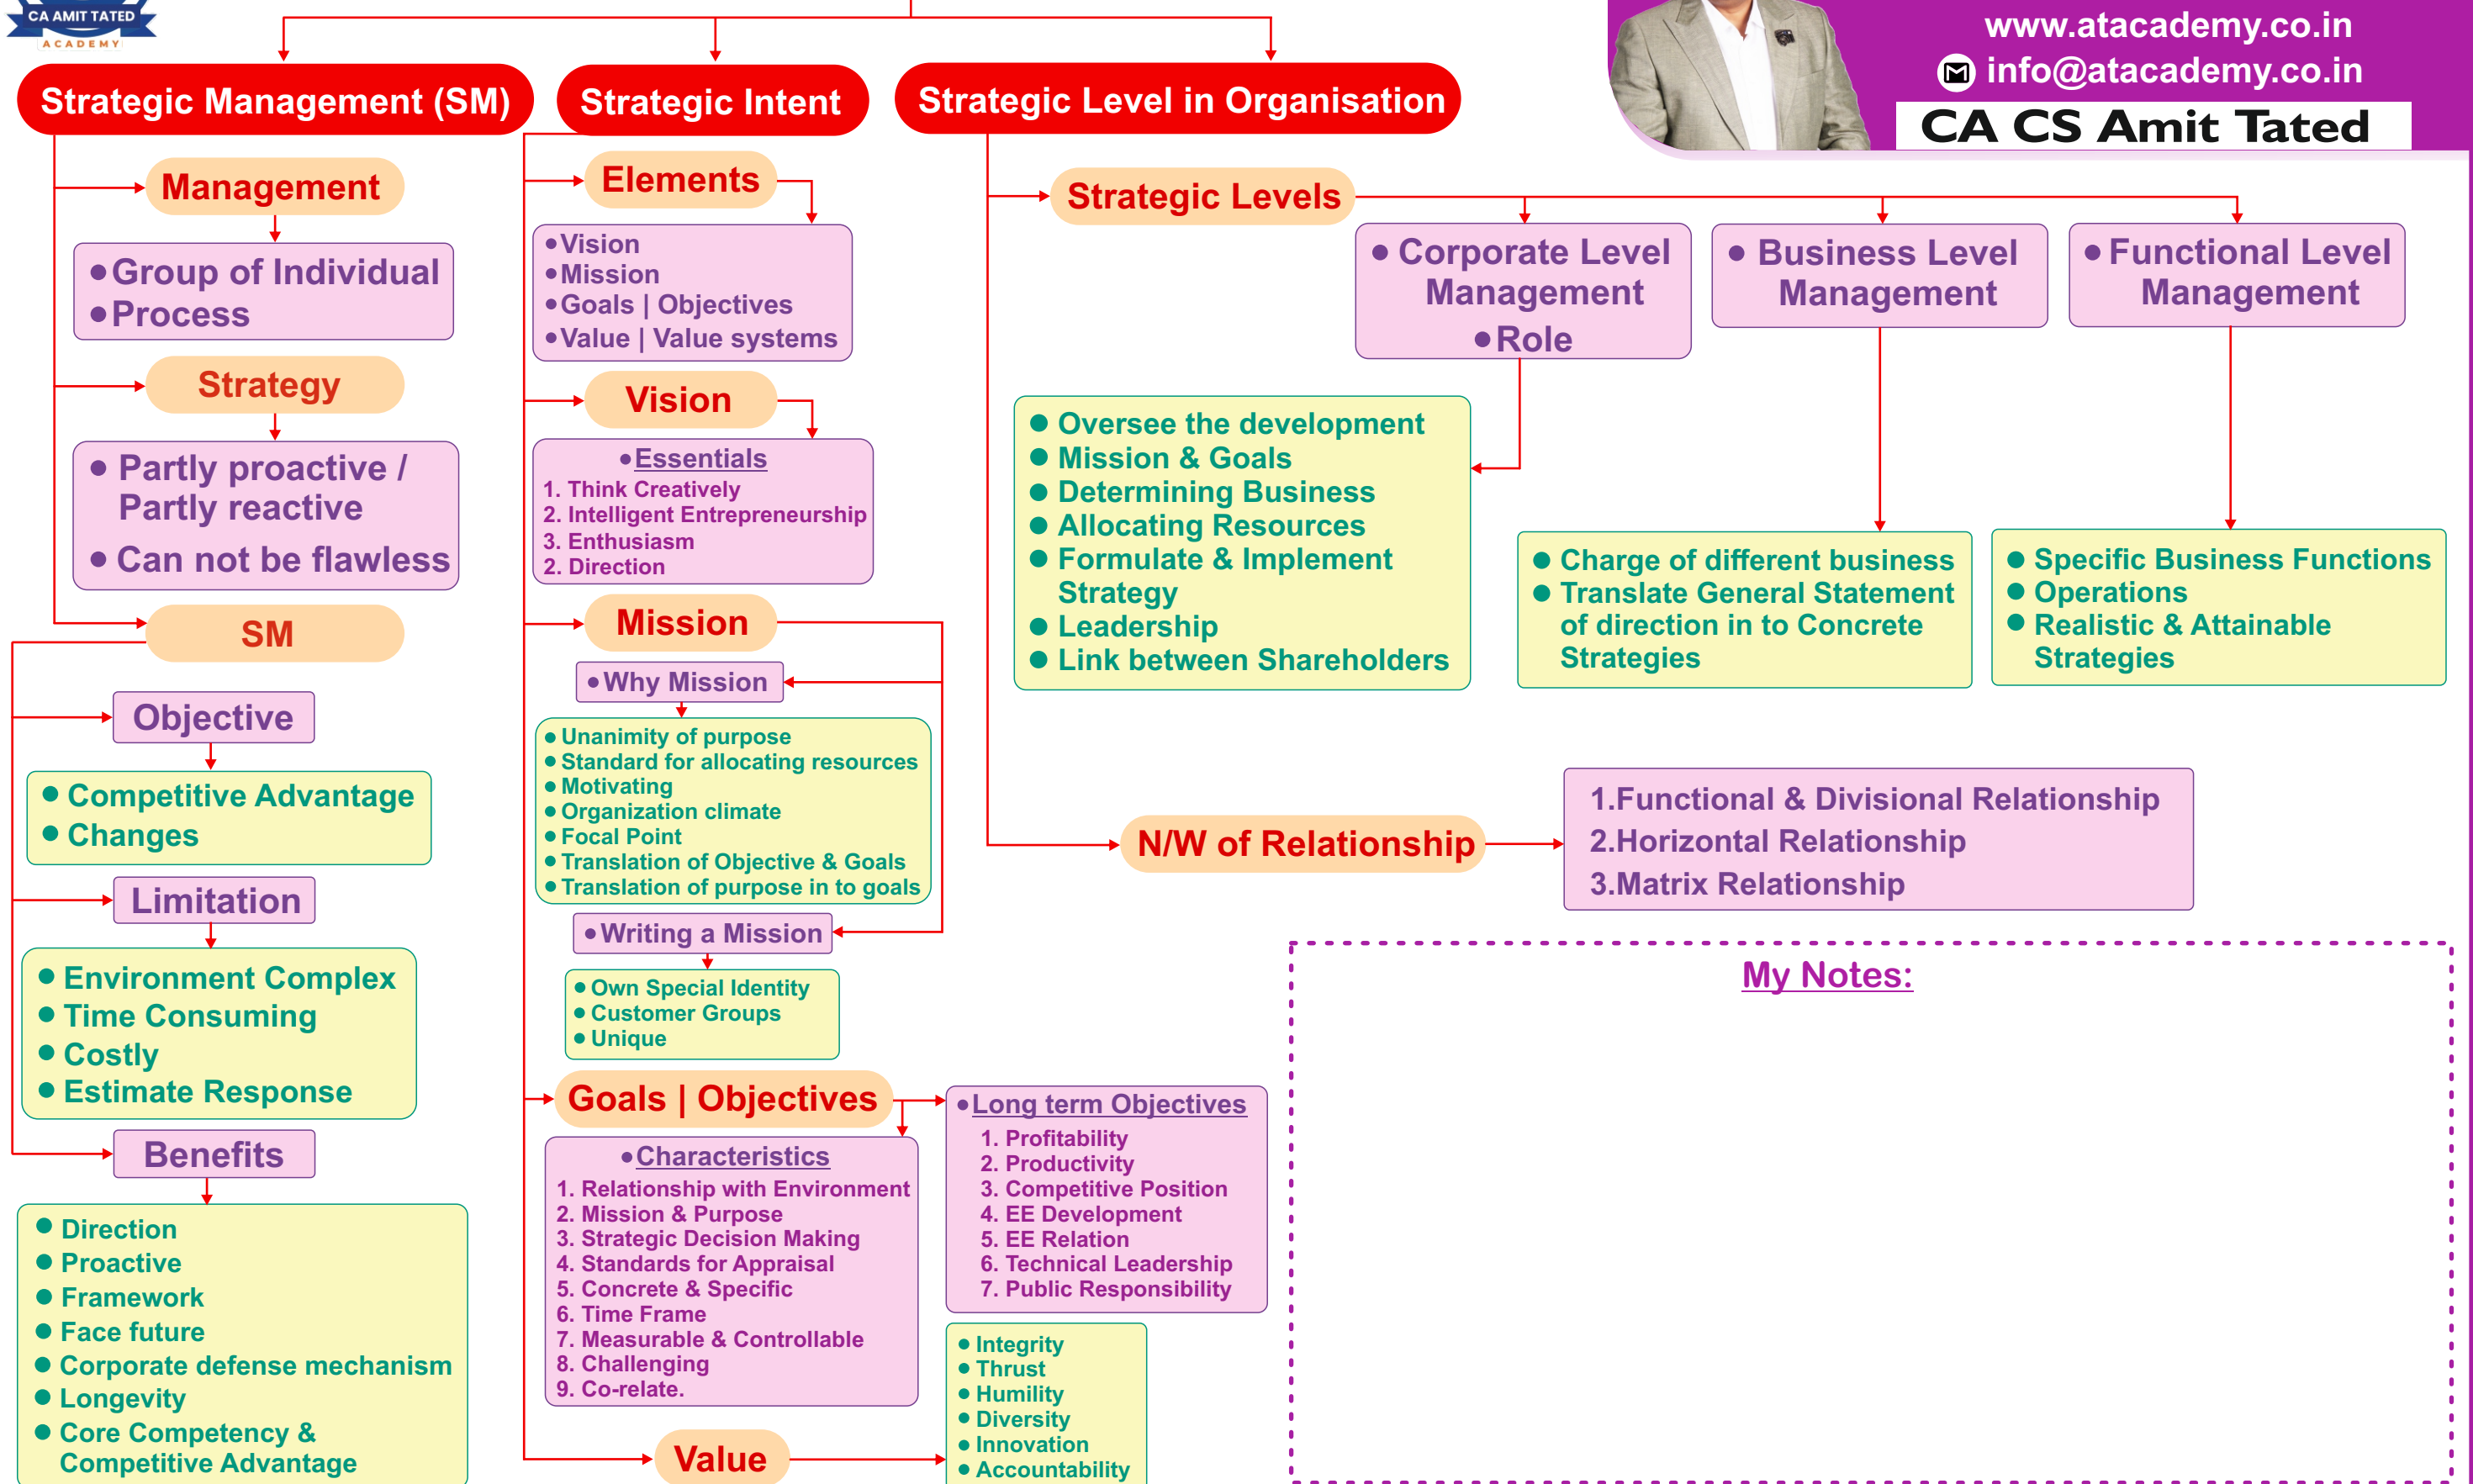 CA AMIT TATED
ACADEMY
www.atacademy.co.in
info@atacademy.co.in
CA CS Amit Tated
Strategic Management (SM)
Management
•Group of Individual
•Process
Strategy
• Partly proactive /
Partly reactive
• Can not be flawless
SM
Objective
• Competitive Advantage
• Changes
Limitation
• Environment Complex
• Time Consuming
• Costly
• Estimate Response
Benefits
• Direction
• Proactive
• Framework
• Face future
• Corporate defense mechanism
• Longevity
• Core Competency &
Competitive Advantage
Strategic Intent
Elements
•Vision
•Mission
•Goals | Objectives
•Value | Value systems
Vision
•Essentials
1. Think Creatively
2. Intelligent Entrepreneurship
3. Enthusiasm
2. Direction
Mission
•Why Mission
• Unanimity of purpose
• Standard for allocating resources
• Motivating
• Organization climate
• Focal Point
• Translation of Objective & Goals
• Translation of purpose in to goals
•Writing a Mission
• Own Special Identity
• Customer Groups
• Unique
Goals | Objectives
•Characteristics
1. Relationship with Environment
2. Mission & Purpose
3. Strategic Decision Making
4. Standards for Appraisal
5. Concrete & Specific
6. Time Frame
7. Measurable & Controllable
8. Challenging
9. Co-relate.
•Long term Objectives
1. Profitability
2. Productivity
3. Competitive Position
4. EE Development
5. EE Relation
6. Technical Leadership
7. Public Responsibility
Value
• Integrity
• Thrust
• Humility
• Diversity
• Innovation
• Accountability
Strategic Level in Organisation
Strategic Levels
• Corporate Level
Management
•Role
• Oversee the development
• Mission & Goals
• Determining Business
• Allocating Resources
• Formulate & Implement
Strategy
• Leadership
• Link between Shareholders
• Business Level
Management
• Charge of different business
• Translate General Statement
of direction in to Concrete
Strategies
• Functional Level
Management
• Specific Business Functions
• Operations
• Realistic & Attainable
Strategies
N/W of Relationship
1.Functional & Divisional Relationship
2.Horizontal Relationship
3.Matrix Relationship
My Notes: